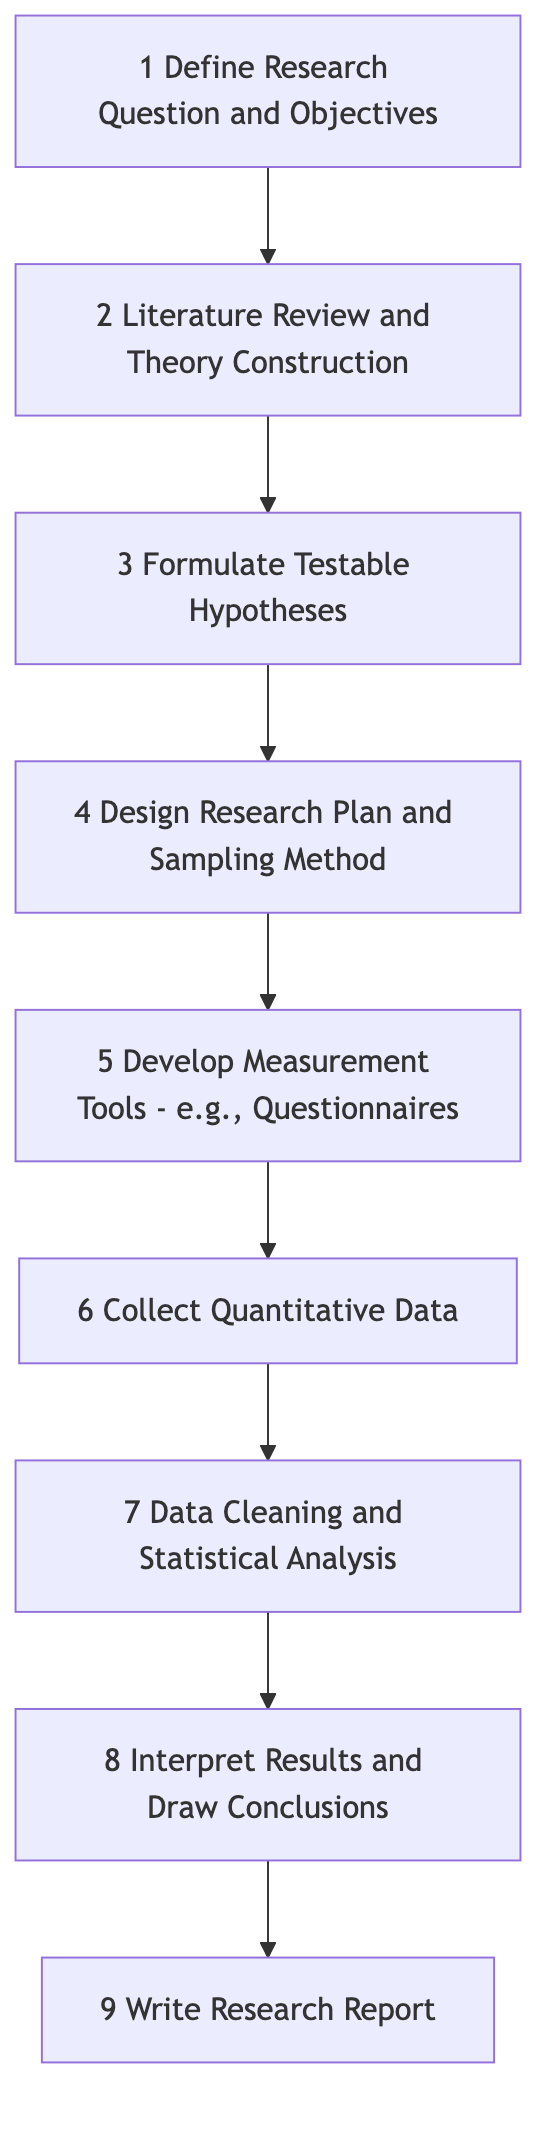 1 Define Research
Question and Objectives
2 Literature Review and
Theory Construction
3 Formulate Testable
Hypotheses
4 Design Research Plan and
Sampling Method
5 Develop Measurement
Tools - e.g., Questionnaires
6 Collect Quantitative Data
7 Data Cleaning and
Statistical Analysis
8 Interpret Results and
Draw Conclusions
9 Write Research Report